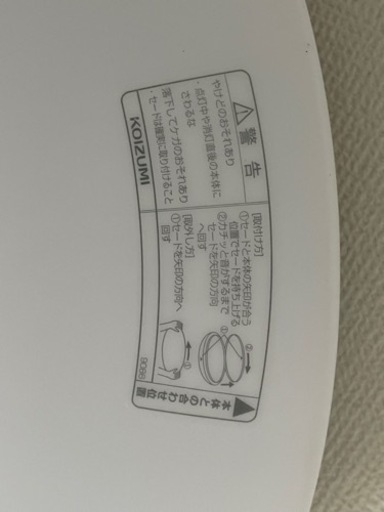 ⚠警告
やけどのおそれあり
・点灯中や消灯直後の本体に
さわるな
落下してケガのおそれあり
・セードは確実に取り付けること
KOIZUMI
[取付け方]
①セードと本体の矢印が合う
位置でセードを持ち上げる
②カチッと音がするまで
セードを矢印の方向
へ回す
[取外し方]
①セードを矢印の方向へ
回す
②
①
①
▲本体との合わせ位置